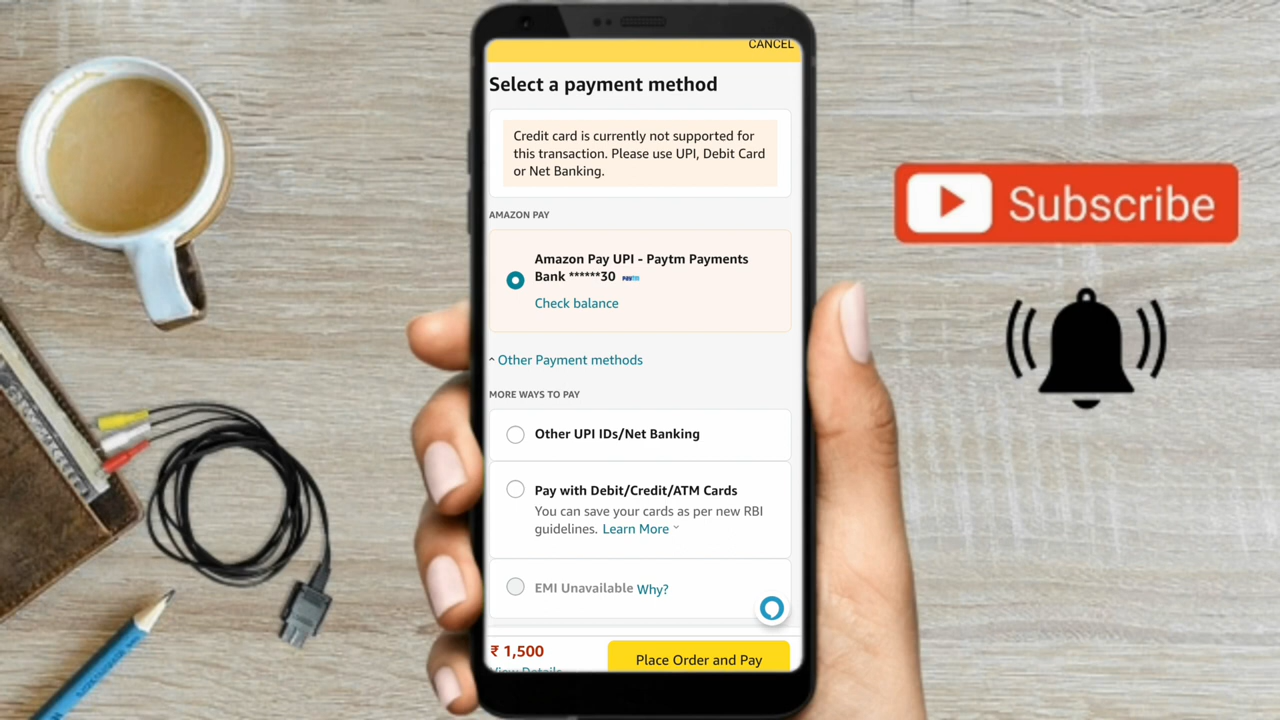 CANCEL
Select a payment method
Credit card is currently not supported for
this transaction. Please use UPI, Debit Card
or Net Banking.
AMAZON PAY
Amazon Pay UPI - Paytm Payments
Bank ******30 paytm
Check balance
Other Payment methods
MORE WAYS TO PAY
Other UPI IDs/Net Banking
Pay with Debit/Credit/ATM Cards
You can save your cards as per new RBI
guidelines. Learn More
EMI Unavailable Why?
₹ 1,500
View Details
Place Order and Pay
Subscribe